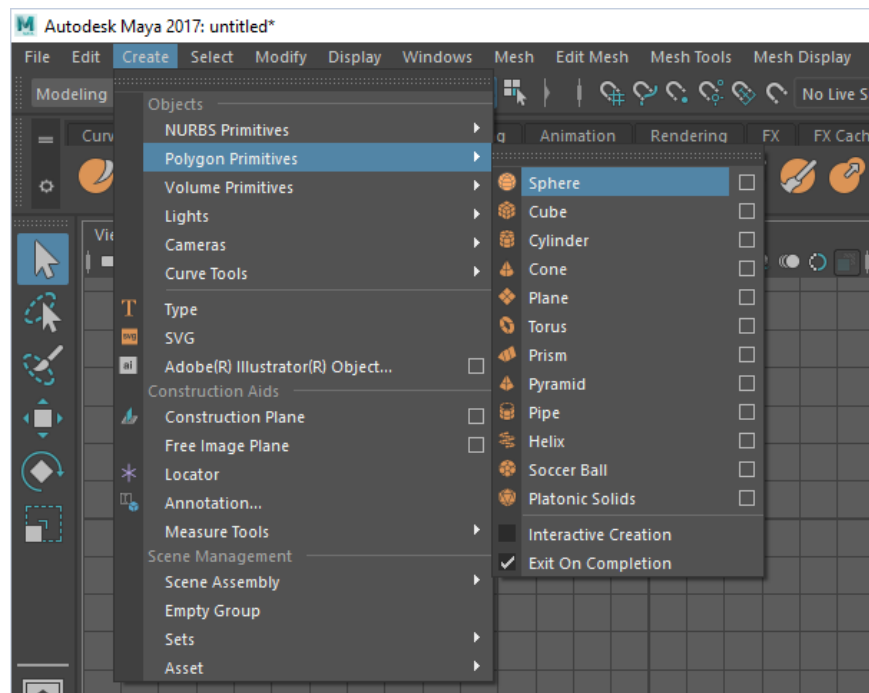 Autodesk Maya 2017: untitled*
File Edit Create Select Modify Display Windows Mesh Edit Mesh Mesh Tools Mesh Display
Modeling No Live S
Objects
NURBS Primitives
Curv Animation Rendering FX FX Cach
Polygon Primitives
Sphere
Volume Primitives
Cube
Lights
Vie
Cylinder
Cameras
Cone
Curve Tools
Plane
T Type
Torus
svg SVG
Prism
ai Adobe(R) Illustrator(R) Object...
Pyramid
Construction Aids
Construction Plane
Pipe
Free Image Plane
Helix
Locator
Soccer Ball
Annotation...
Platonic Solids
Measure Tools
Interactive Creation
Scene Management
Exit On Completion
Scene Assembly
Empty Group
Sets
Asset